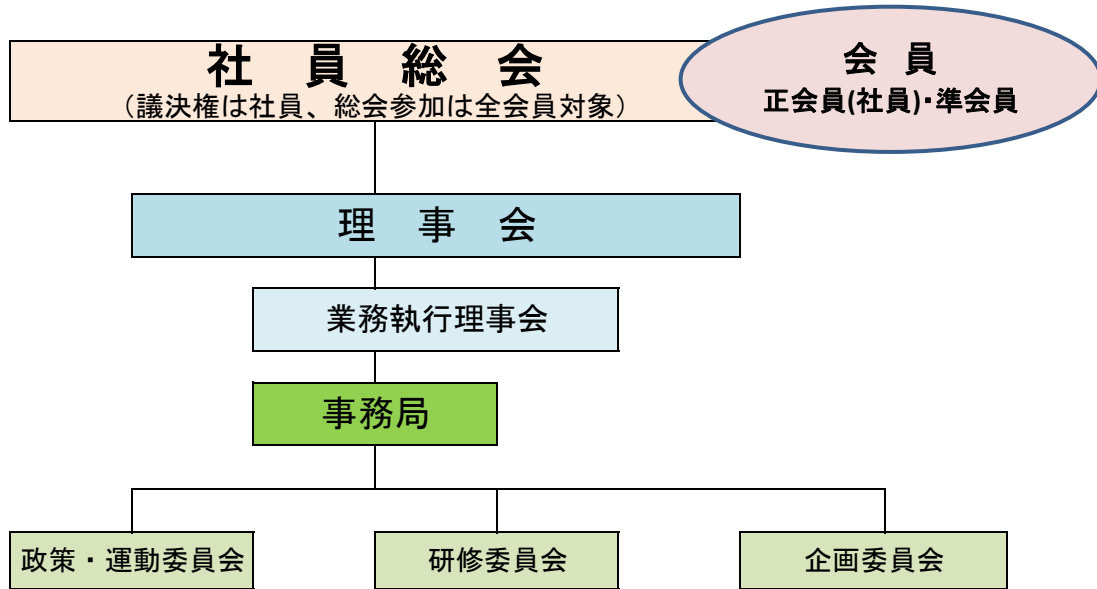 社 員 総 会
（議決権は社員、総会参加は全会員対象）
会 員
正会員(社員)・準会員
理 事 会
業務執行理事会
事務局
政策・運動委員会
研修委員会
企画委員会